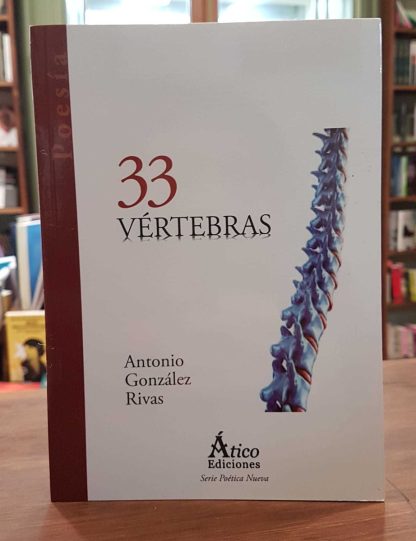 Poesía
33
VÉRTEBRAS
Antonio
González
Rivas
Ático
Ediciones
Serie Poética Nueva